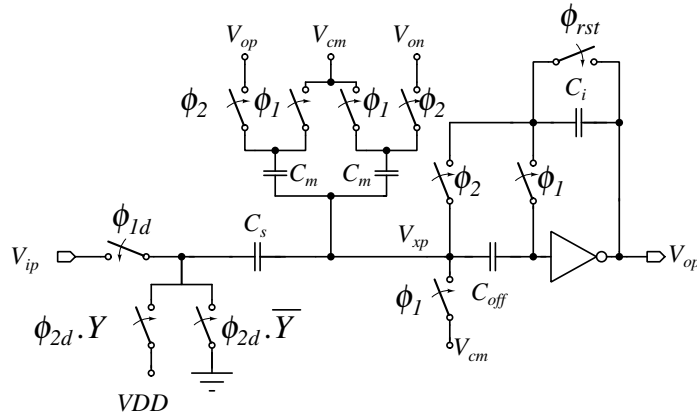 ϕrst
Vop Vcm Von
Ci
ϕ2 ϕ1 ϕ1 ϕ2
Cm Cm
ϕ2 ϕ1
ϕ1d
Cs
Vxp
Vip
Vop
Coff
ϕ1
ϕ2d.Y ϕ2d.Y̅
Vcm
VDD